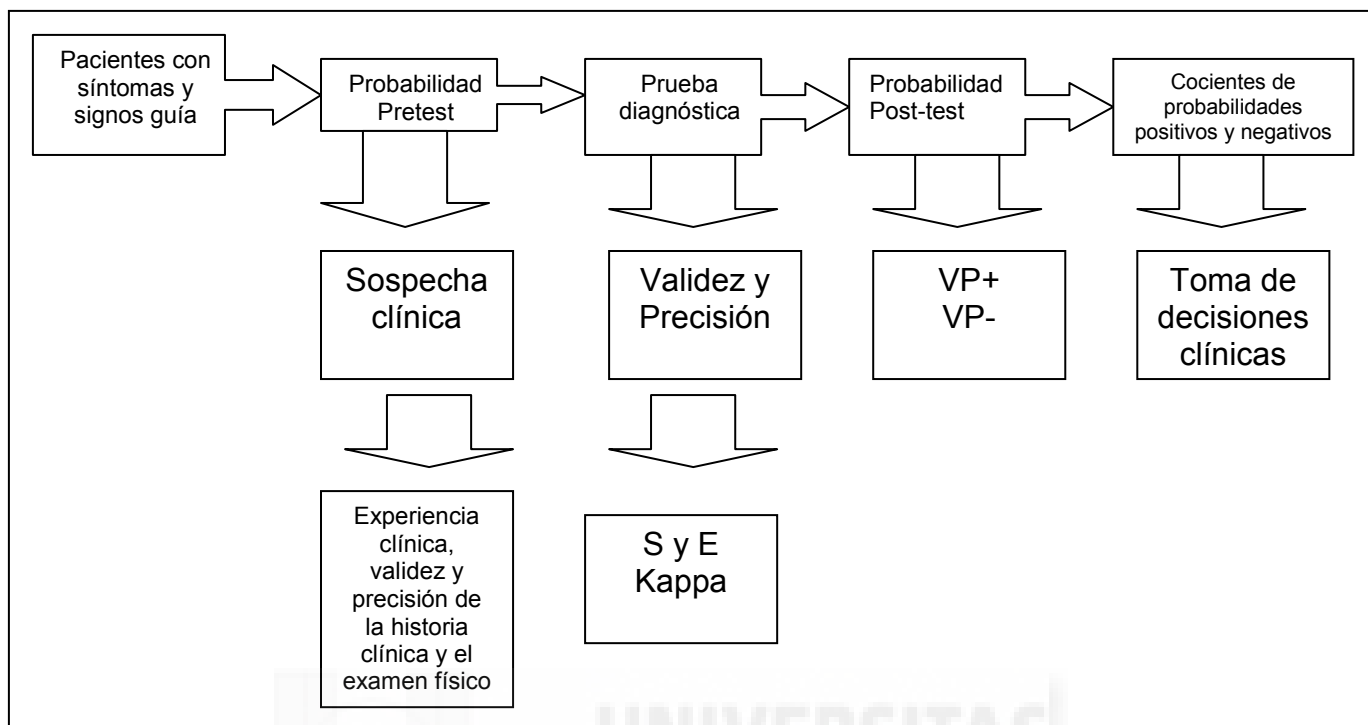 Pacientes con
síntomas y
signos guía
Probabilidad
Pretest
Prueba
diagnóstica
Probabilidad
Post-test
Cocientes de
probabilidades
positivos y negativos
Sospecha
clínica
Validez y
Precisión
VP+
VP-
Toma de
decisiones
clínicas
Experiencia
clínica,
validez y
precisión de
la historia
clínica y el
examen físico
S y E
Kappa
UNIVERSITAS